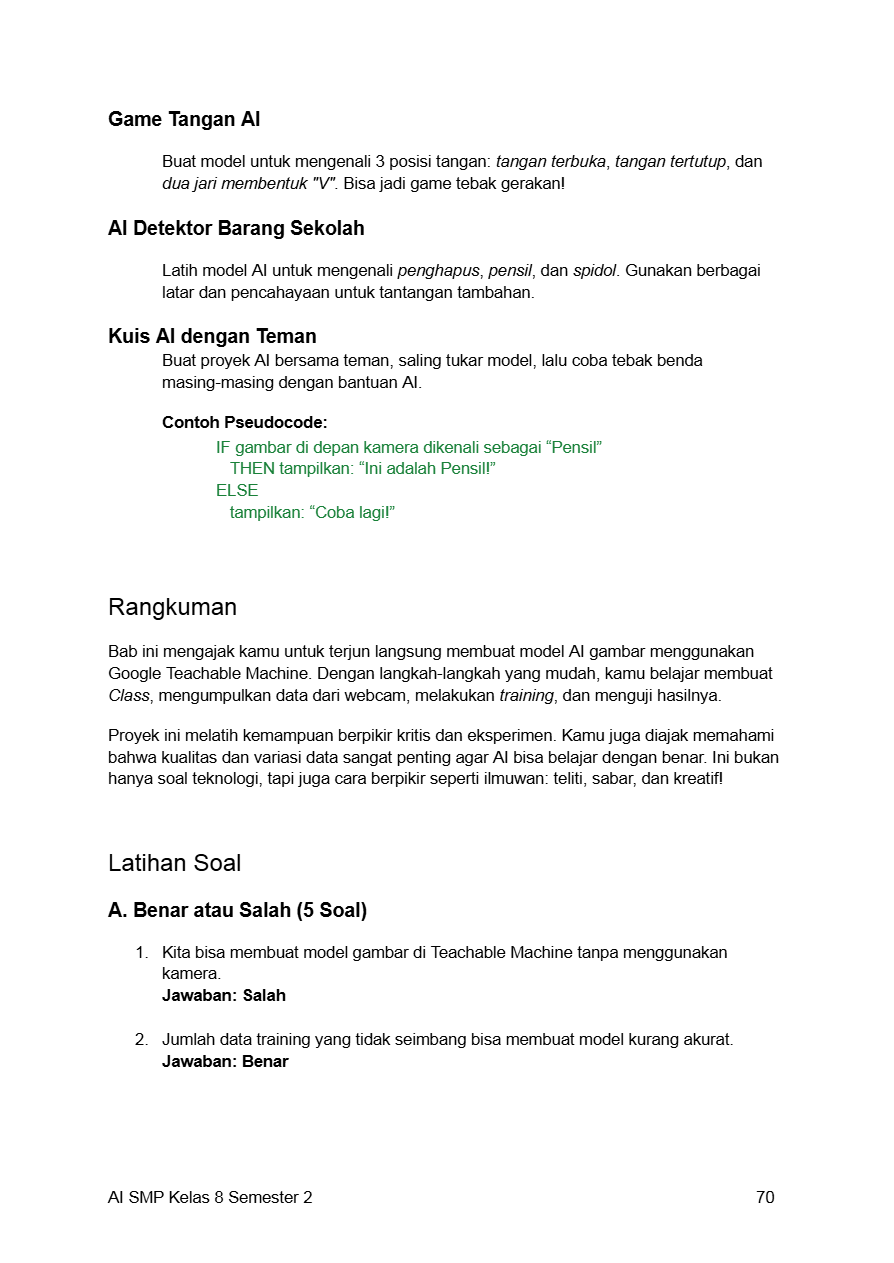 Game Tangan AI
Buat model untuk mengenali 3 posisi tangan: tangan terbuka, tangan tertutup, dan
dua jari membentuk "V". Bisa jadi game tebak gerakan!
AI Detektor Barang Sekolah
Latih model AI untuk mengenali penghapus, pensil, dan spidol. Gunakan berbagai
latar dan pencahayaan untuk tantangan tambahan.
Kuis AI dengan Teman
Buat proyek AI bersama teman, saling tukar model, lalu coba tebak benda
masing-masing dengan bantuan AI.
Contoh Pseudocode:
IF gambar di depan kamera dikenali sebagai “Pensil”
THEN tampilkan: “Ini adalah Pensil!”
ELSE
tampilkan: “Coba lagi!”
Rangkuman
Bab ini mengajak kamu untuk terjun langsung membuat model AI gambar menggunakan
Google Teachable Machine. Dengan langkah-langkah yang mudah, kamu belajar membuat
Class, mengumpulkan data dari webcam, melakukan training, dan menguji hasilnya.
Proyek ini melatih kemampuan berpikir kritis dan eksperimen. Kamu juga diajak memahami
bahwa kualitas dan variasi data sangat penting agar AI bisa belajar dengan benar. Ini bukan
hanya soal teknologi, tapi juga cara berpikir seperti ilmuwan: teliti, sabar, dan kreatif!
Latihan Soal
A. Benar atau Salah (5 Soal)
1. Kita bisa membuat model gambar di Teachable Machine tanpa menggunakan
kamera.
Jawaban: Salah
2. Jumlah data training yang tidak seimbang bisa membuat model kurang akurat.
Jawaban: Benar
AI SMP Kelas 8 Semester 2 70